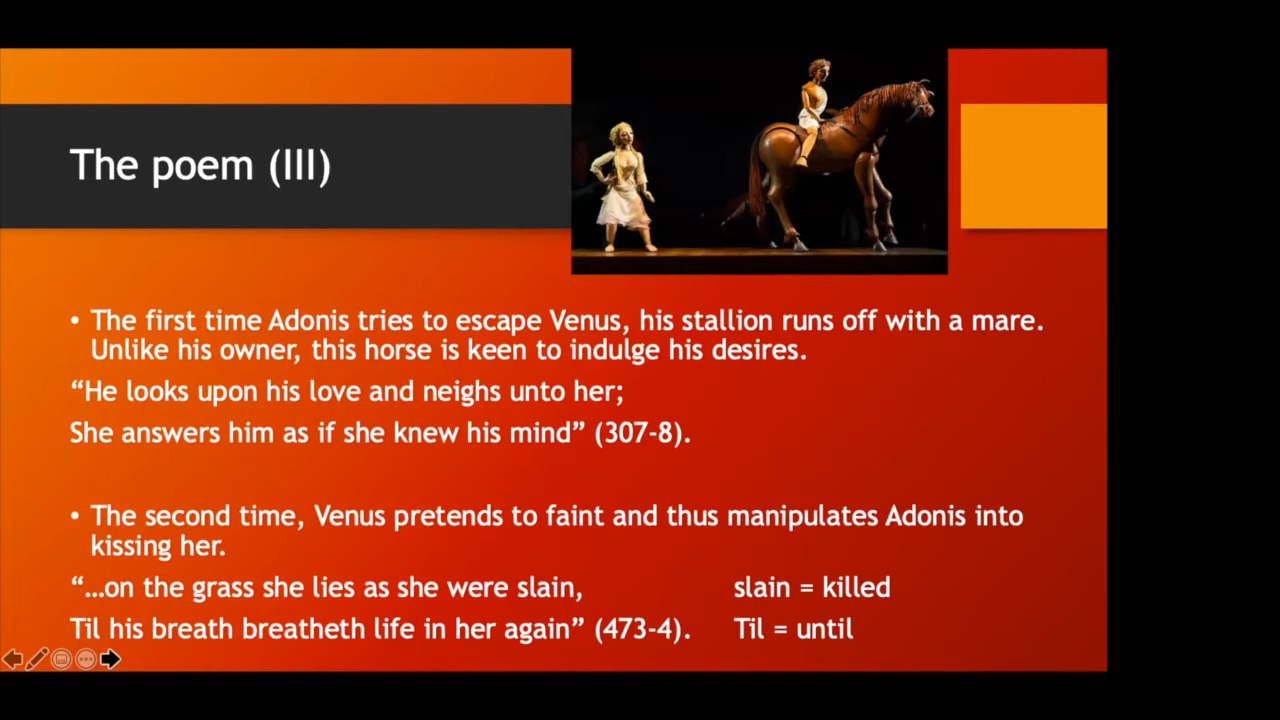 The poem (III)
• The first time Adonis tries to escape Venus, his stallion runs off with a mare.
Unlike his owner, this horse is keen to indulge his desires.
“He looks upon his love and neighs unto her;
She answers him as if she knew his mind” (307-8).
• The second time, Venus pretends to faint and thus manipulates Adonis into
kissing her.
“…on the grass she lies as she were slain, slain = killed
Til his breath breatheth life in her again” (473-4). Til = until